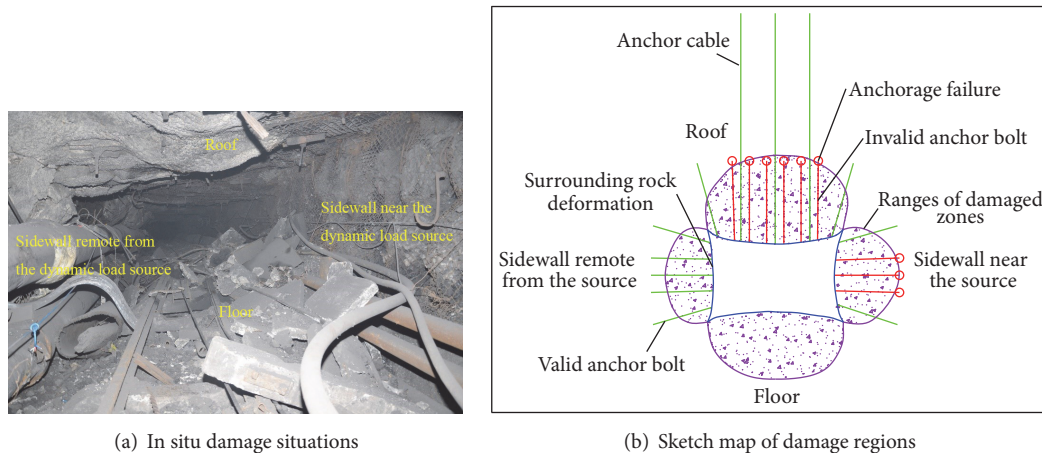 Roof
Sidewall near the
dynamic load source
Sidewall remote from
the dynamic load source
Floor
(a) In situ damage situations
Anchor cable
Anchorage failure
Roof
Invalid anchor bolt
Surrounding rock
deformation
Ranges of damaged
zones
Sidewall remote
from the source
Sidewall near
the source
Valid anchor bolt
Floor
(b) Sketch map of damage regions